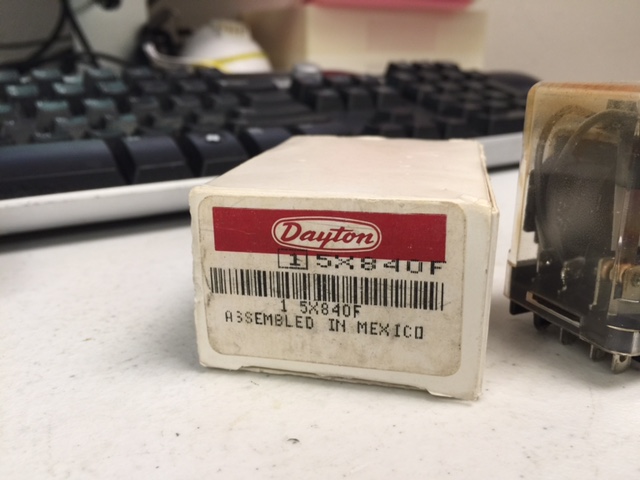 Dayton
1 5X840F
1 5X840F
ASSEMBLED IN MEXICO